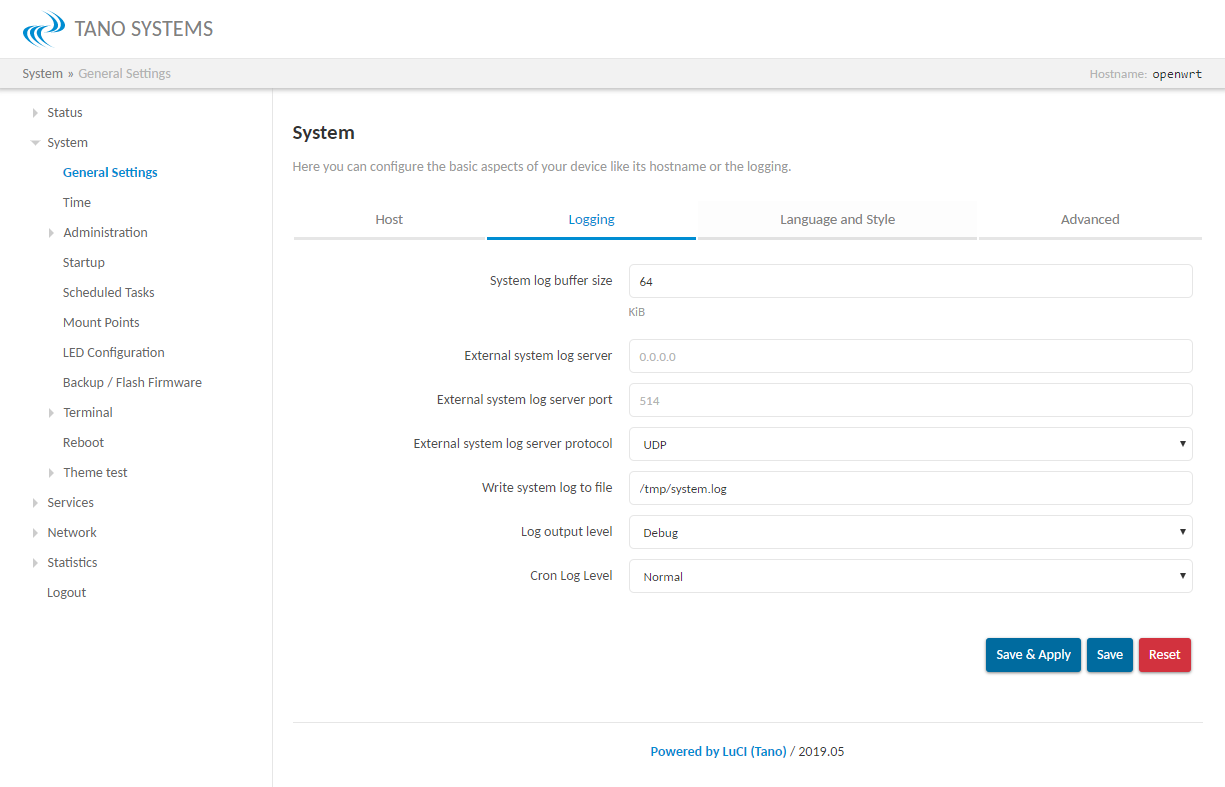 TANO SYSTEMS
System » General Settings
Hostname: openwrt
Status
System
General Settings
Time
Administration
Startup
Scheduled Tasks
Mount Points
LED Configuration
Backup / Flash Firmware
Terminal
Reboot
Theme test
Services
Network
Statistics
Logout
System
Here you can configure the basic aspects of your device like its hostname or the logging.
Host Logging Language and Style Advanced
System log buffer size 64
KiB
External system log server 0.0.0.0
External system log server port 514
External system log server protocol UDP
Write system log to file /tmp/system.log
Log output level Debug
Cron Log Level Normal
Save & Apply Save Reset
Powered by LuCI (Tano) / 2019.05